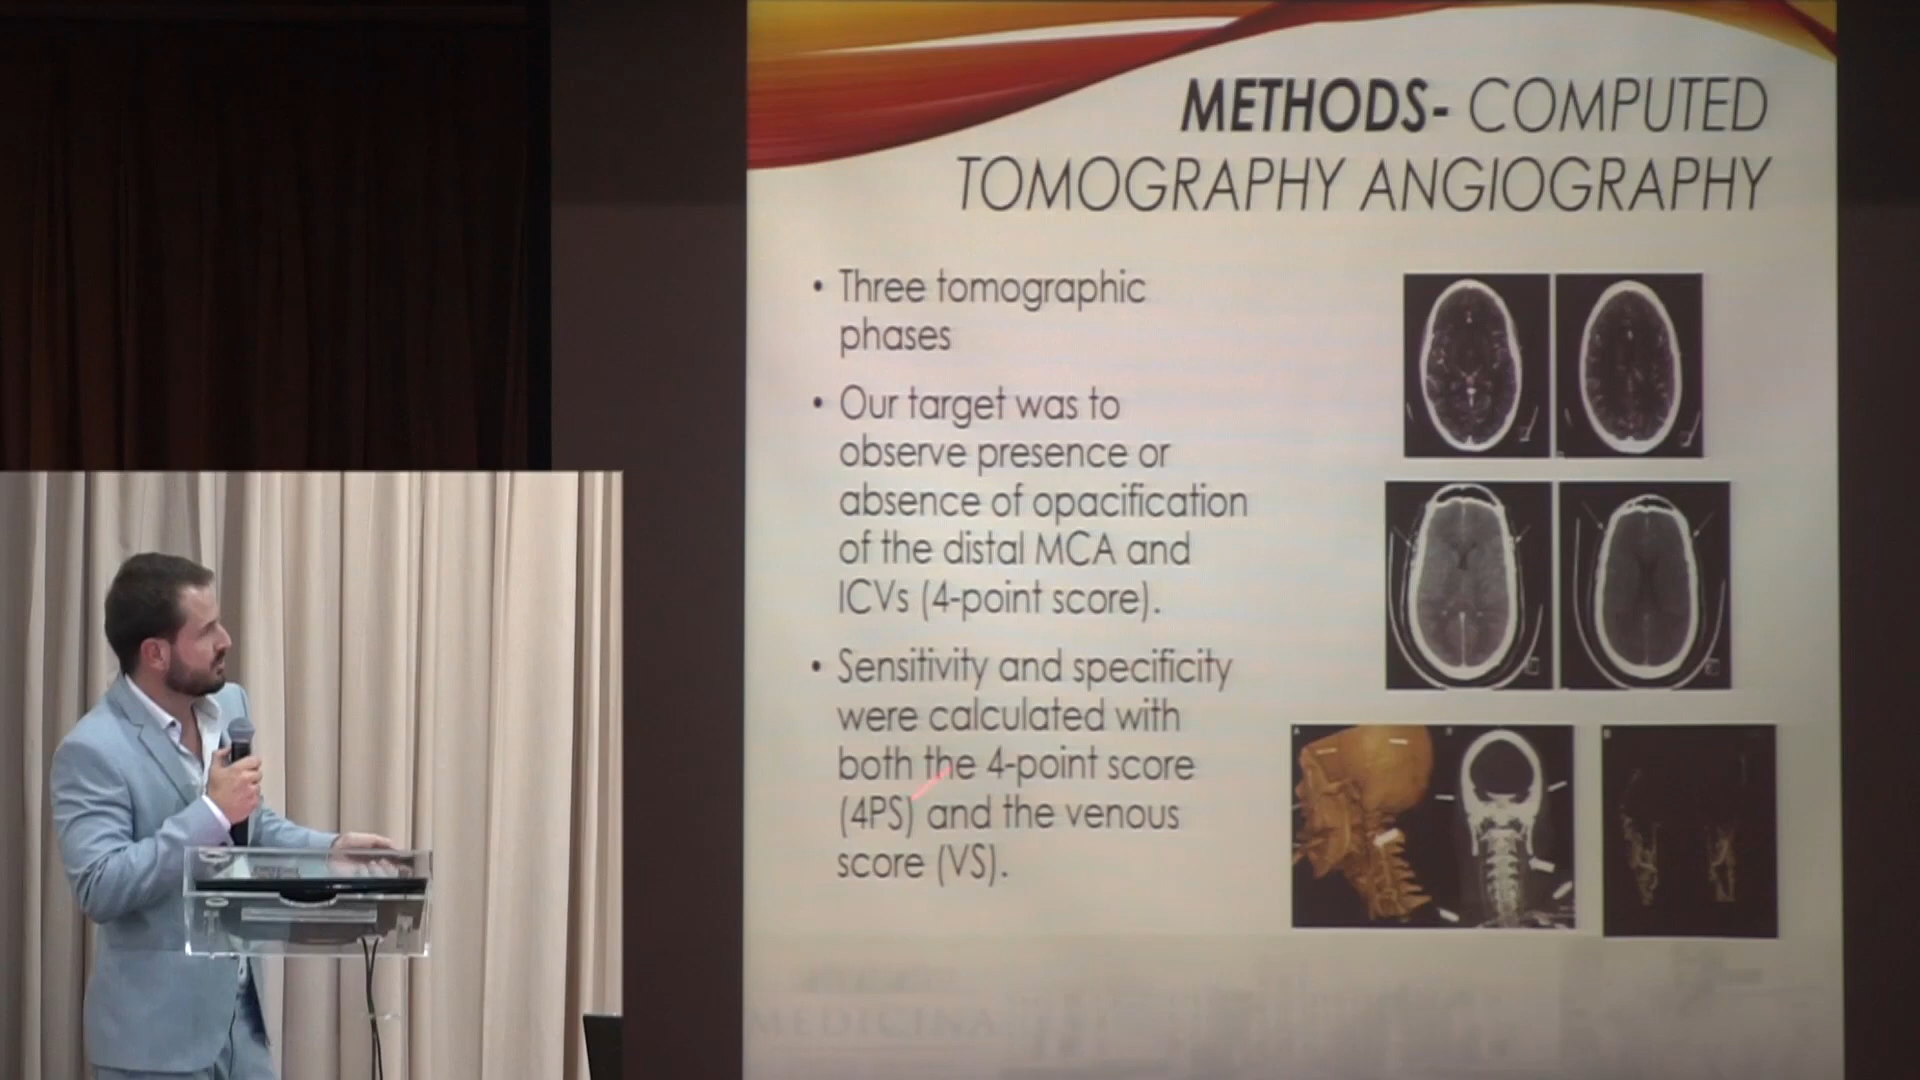 METHODS- COMPUTED
TOMOGRAPHY ANGIOGRAPHY
• Three tomographic
phases
• Our target was to
observe presence or
absence of opacification
of the distal MCA and
ICVs (4-point score).
• Sensitivity and specificity
were calculated with
both the 4-point score
(4PS) and the venous
score (VS).
MEDICINA